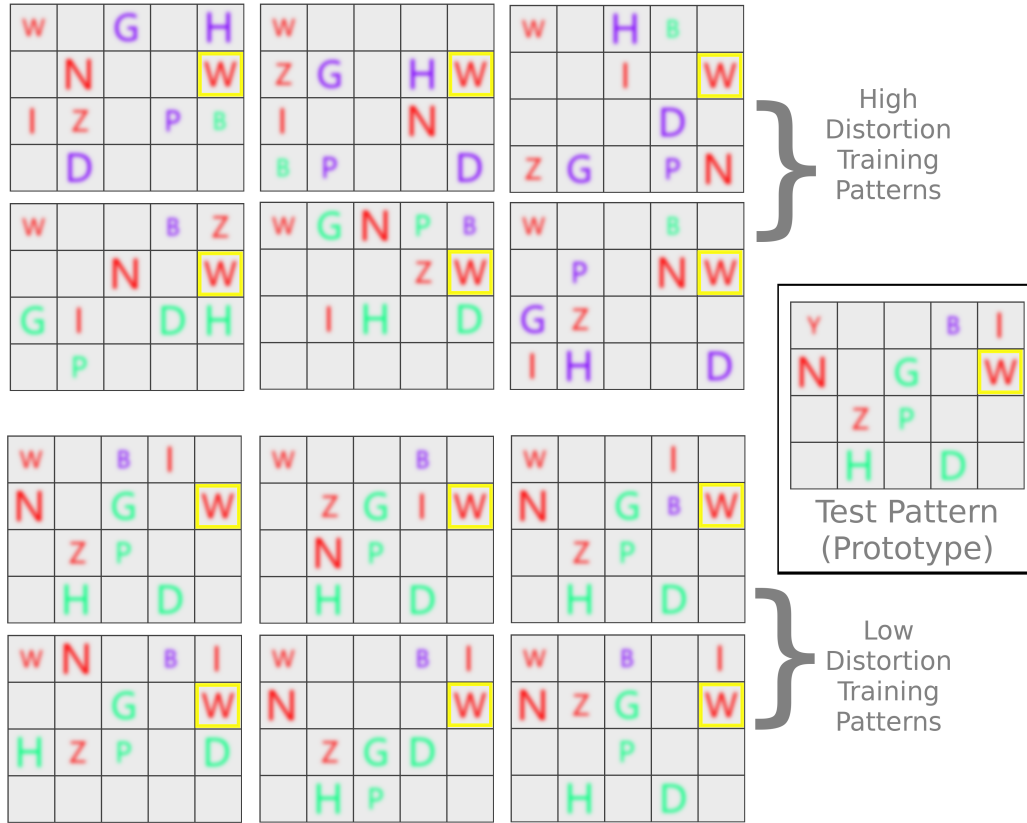 W G H
N W
I Z P B
D
W
Z G H W
I N
B P D
W H B
I W
D
Z G P N
High
Distortion
Training
Patterns
W B Z
N W
G I D H
P
W G N P B
Z W
I H D
W B
P N W
G Z
I H D
Y B I
N G W
Z P
H D
Test Pattern
(Prototype)
W B I
N G W
Z P
H D
W B
Z G I W
N P
H D
W I
N G B W
Z P
H D
Low
Distortion
Training
Patterns
W N B I
G W
H Z P D
W B I
N W
Z G D
H P
W B I
N Z G W
P
H D